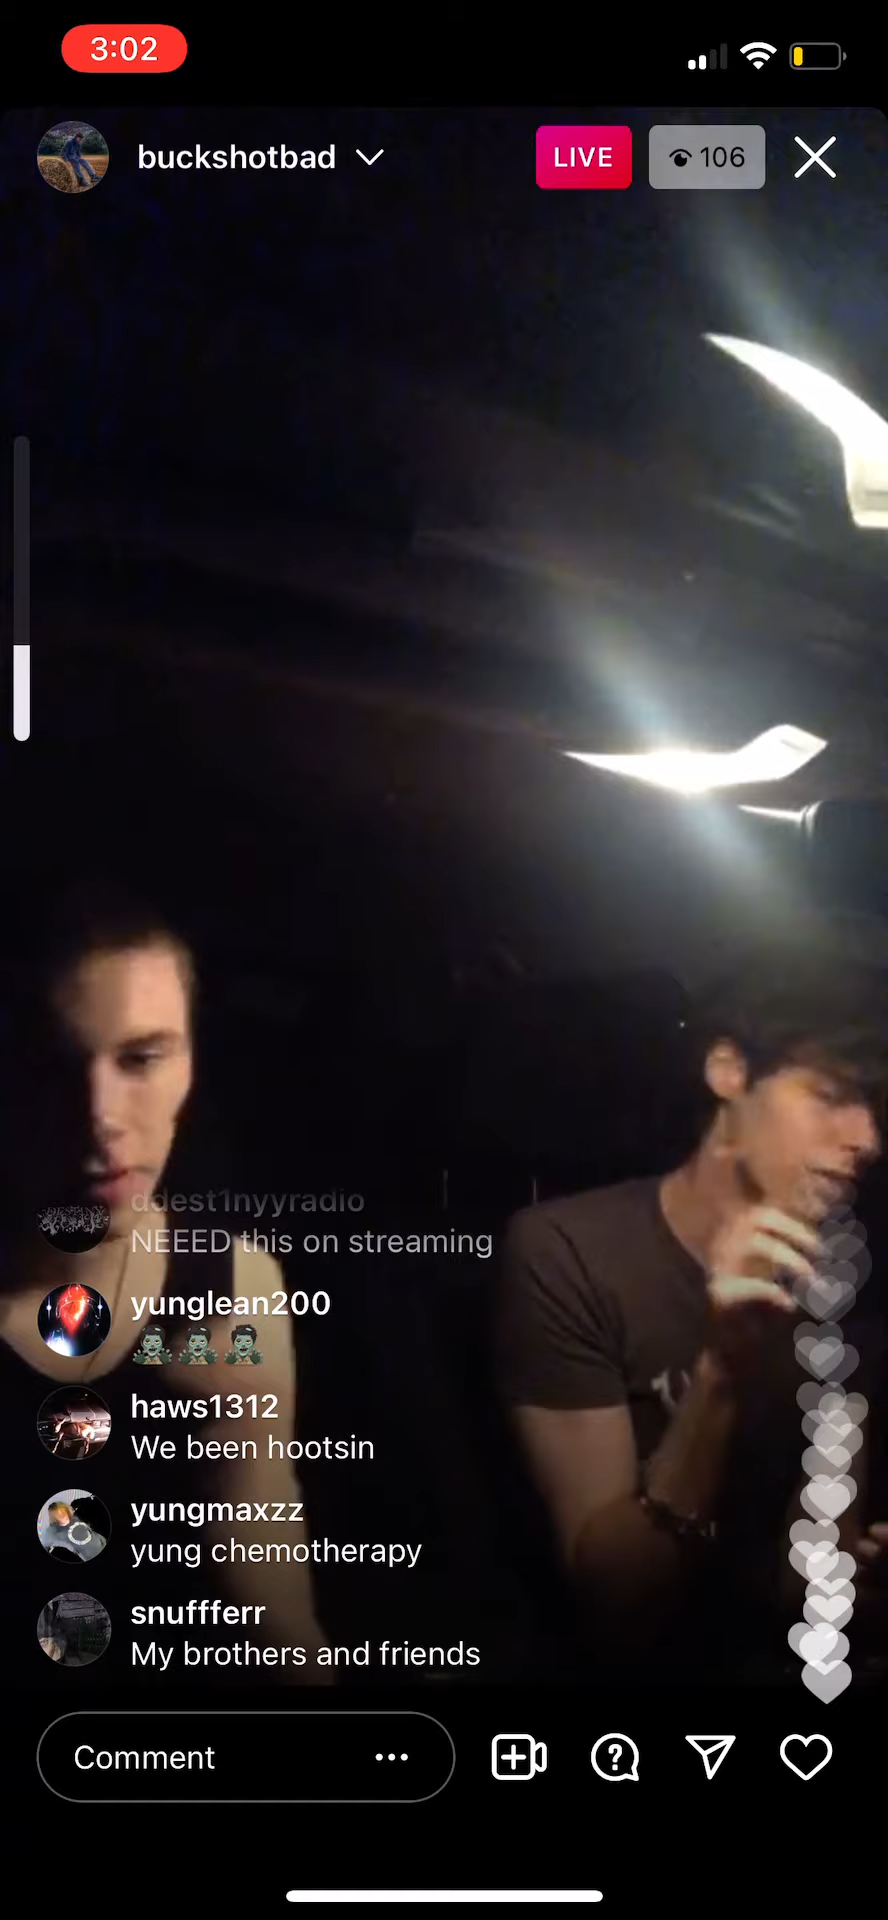 3:02
buckshotbad
LIVE
106
ddest1nyyradio
NEEED this on streaming
yunglean200
🧟‍♂️🧟‍♂️🧟‍♂️
haws1312
We been hootsin
yungmaxzz
yung chemotherapy
snuffferr
My brothers and friends
Comment